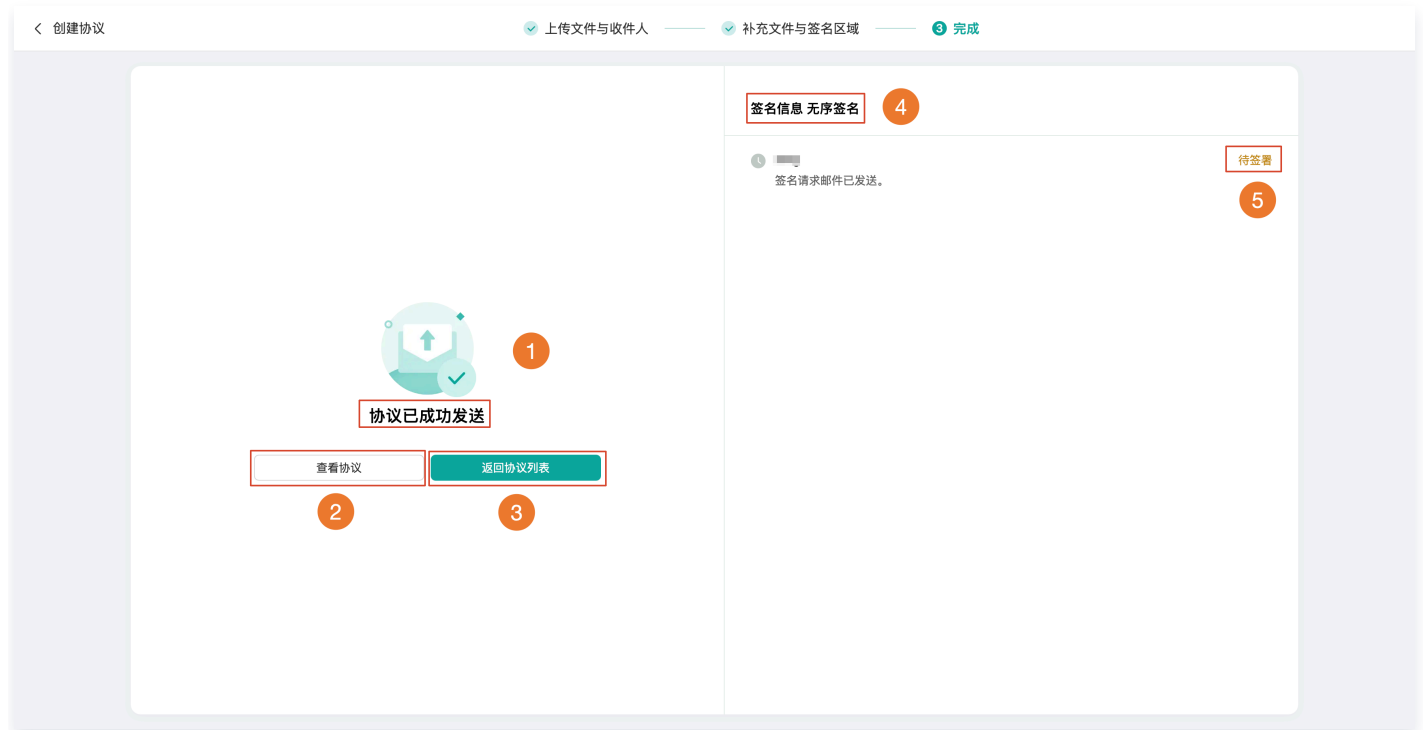 创建协议
上传文件与收件人
补充文件与签名区域
3 完成
签名信息 无序签名
4
待签署
签名请求邮件已发送。
5
1
协议已成功发送
查看协议
返回协议列表
2
3